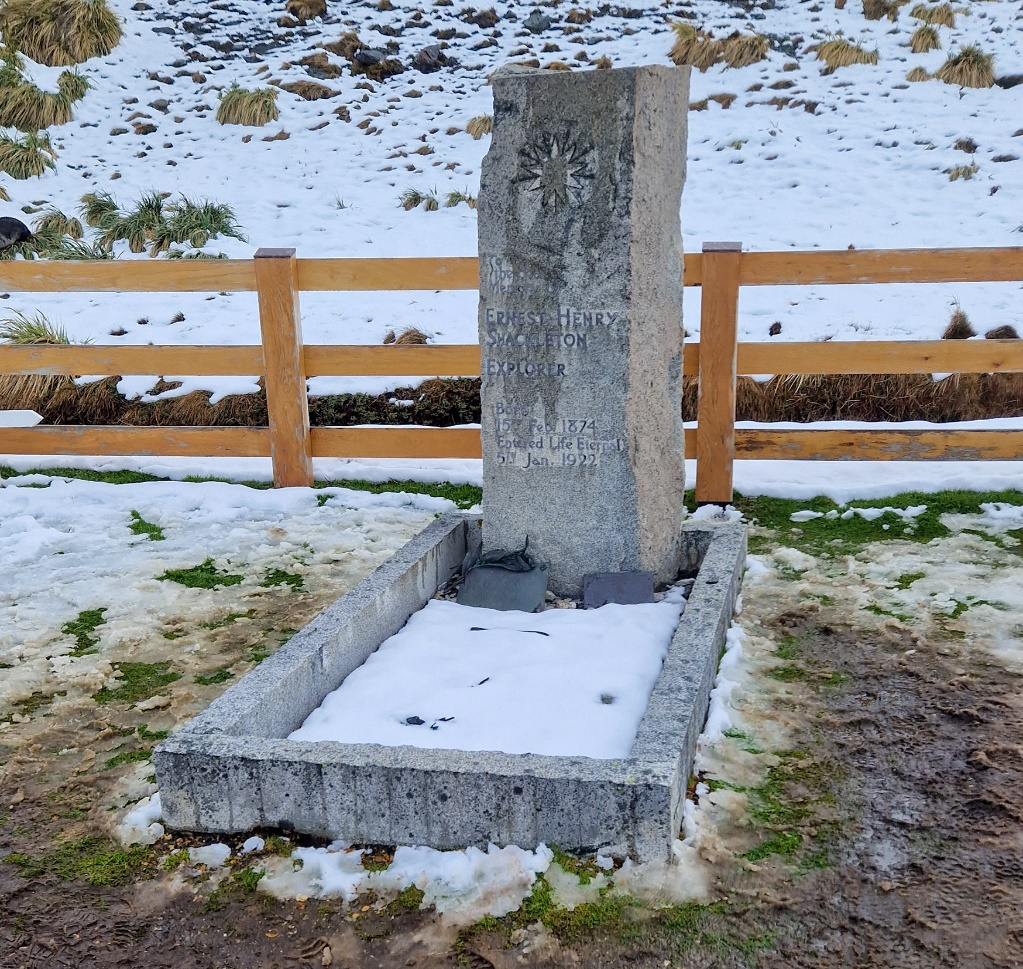 ERNEST HENRY
SHACKLETON
EXPLORER
Born
15th Feb. 1874
Entered Life Eternal
5th Jan. 1922